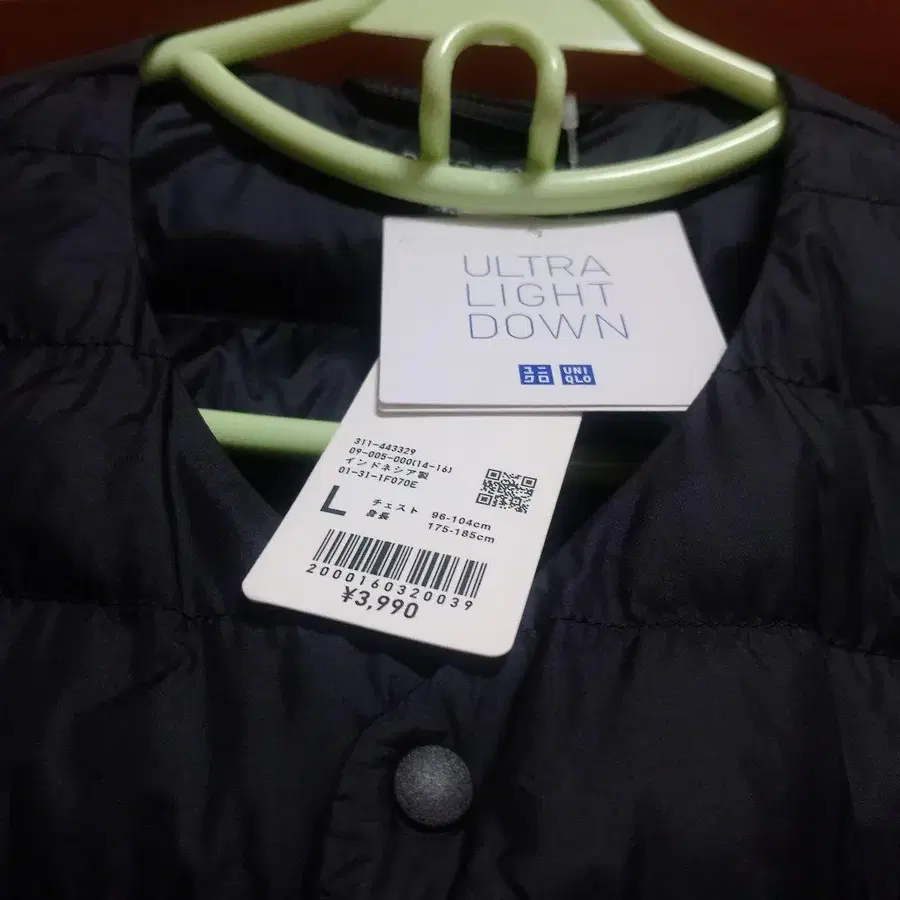 ULTRA
LIGHT
DOWN
ユニ
クロ
UNI
QLO
311-443329
09-005-000(14-16)
インドネシア製
01-31-1F070E
L
チェスト 96-104cm
身長 175-185cm
2000160320039
¥3,990